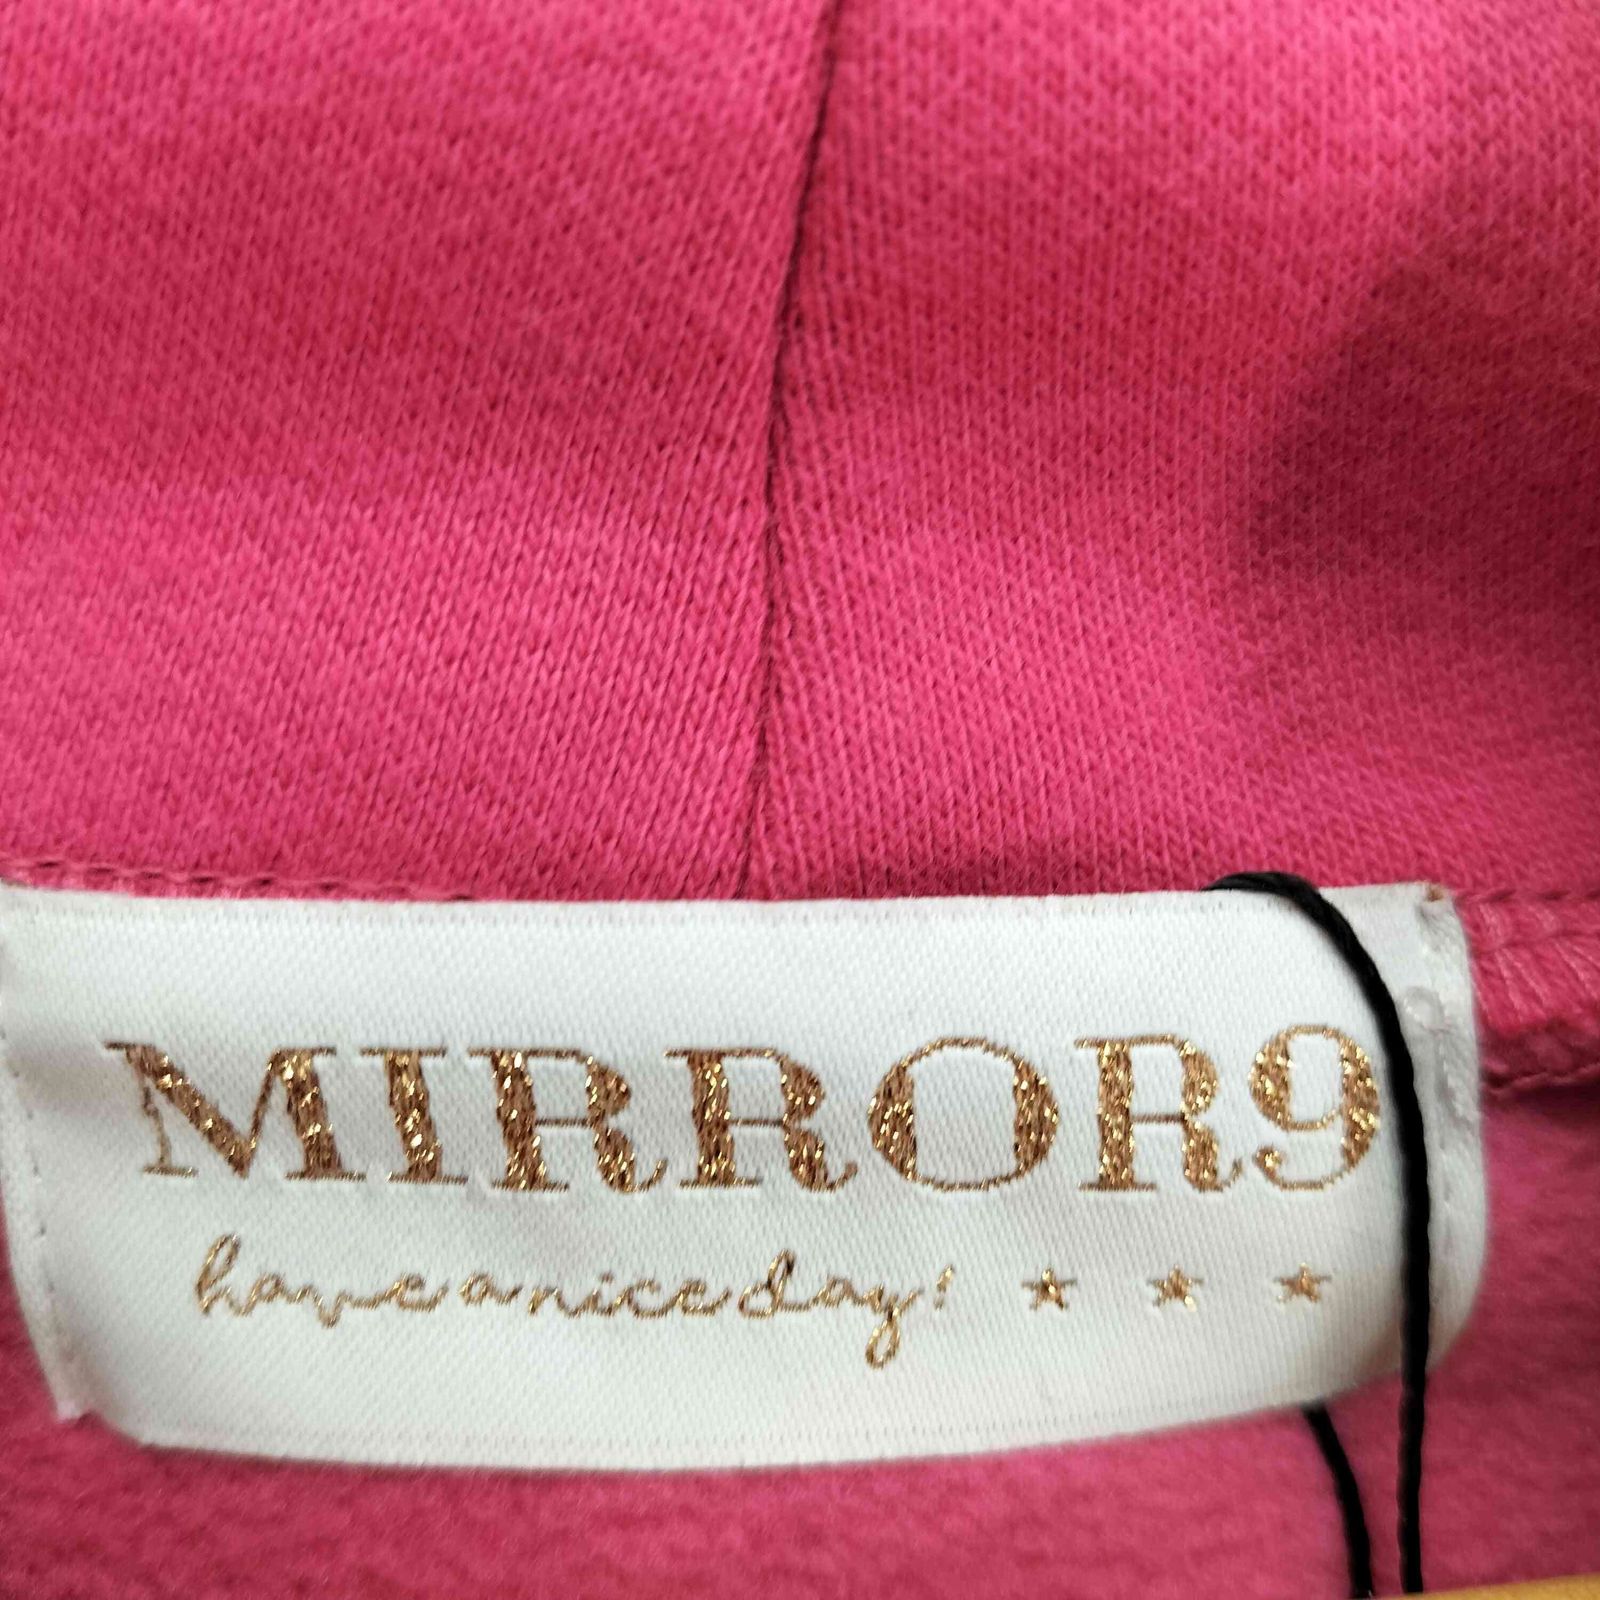 MIRROR9
have a nice day! ★ ★ ★